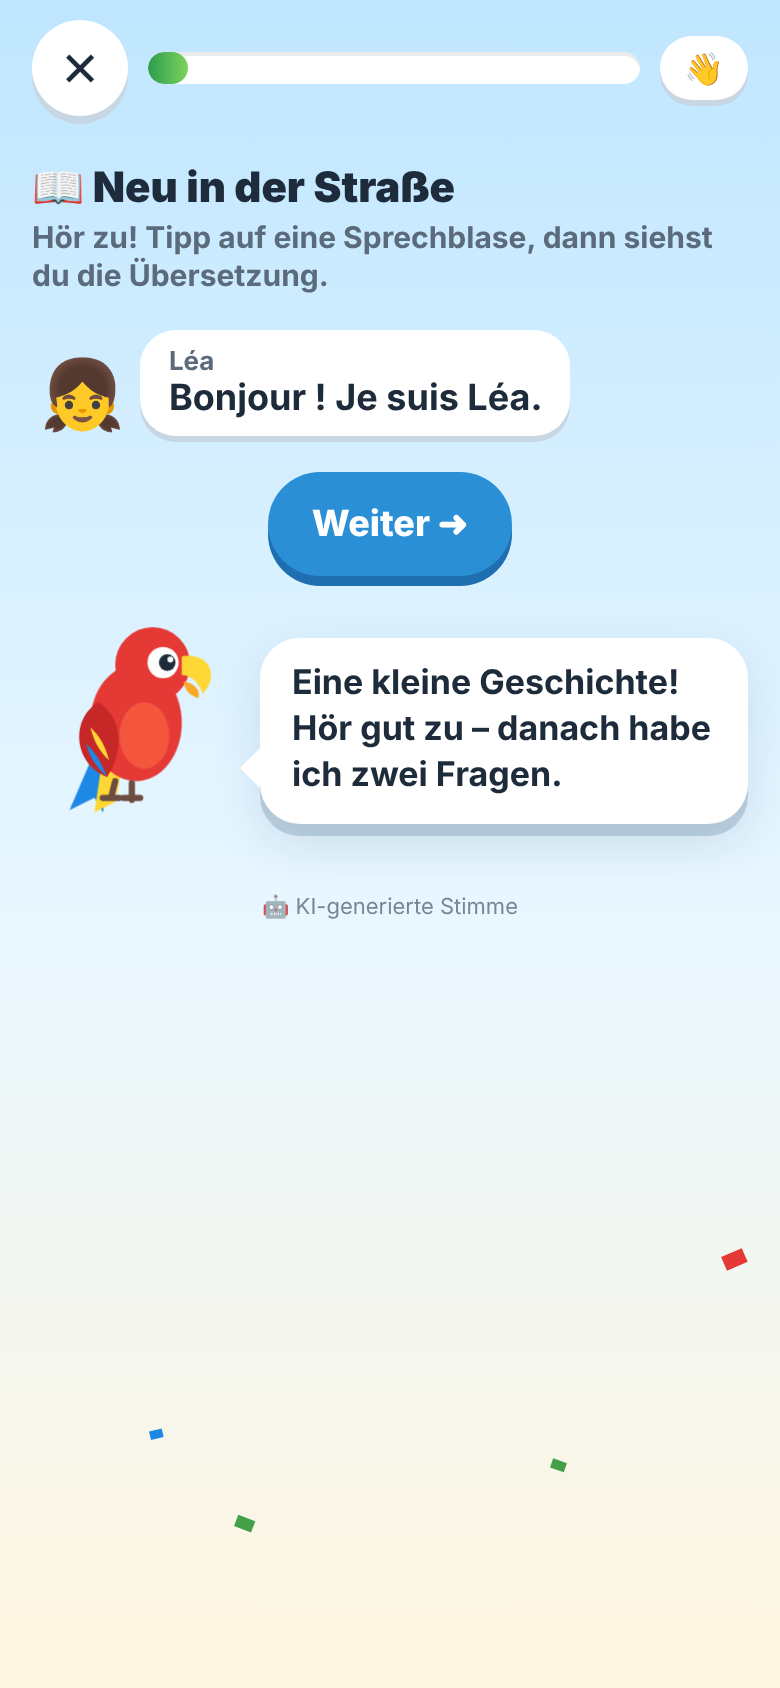 Neu in der Straße
Hör zu! Tipp auf eine Sprechblase, dann siehst
du die Übersetzung.
Léa
Bonjour ! Je suis Léa.
Weiter ➜
Eine kleine Geschichte!
Hör gut zu – danach habe
ich zwei Fragen.
KI-generierte Stimme